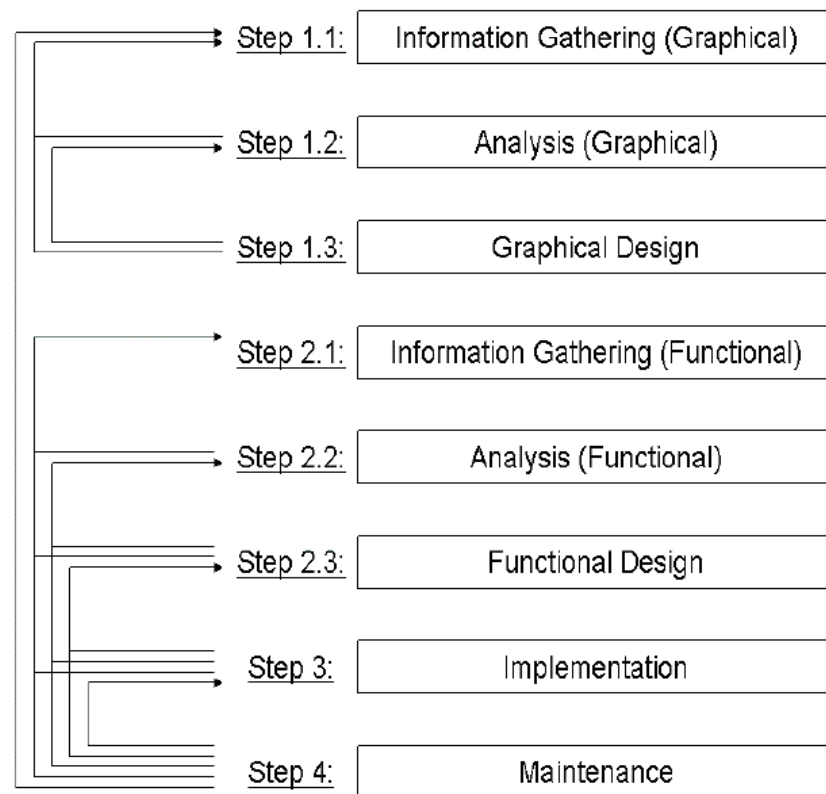 Step 1.1: Information Gathering (Graphical)
Step 1.2: Analysis (Graphical)
Step 1.3: Graphical Design
Step 2.1: Information Gathering (Functional)
Step 2.2: Analysis (Functional)
Step 2.3: Functional Design
Step 3: Implementation
Step 4: Maintenance